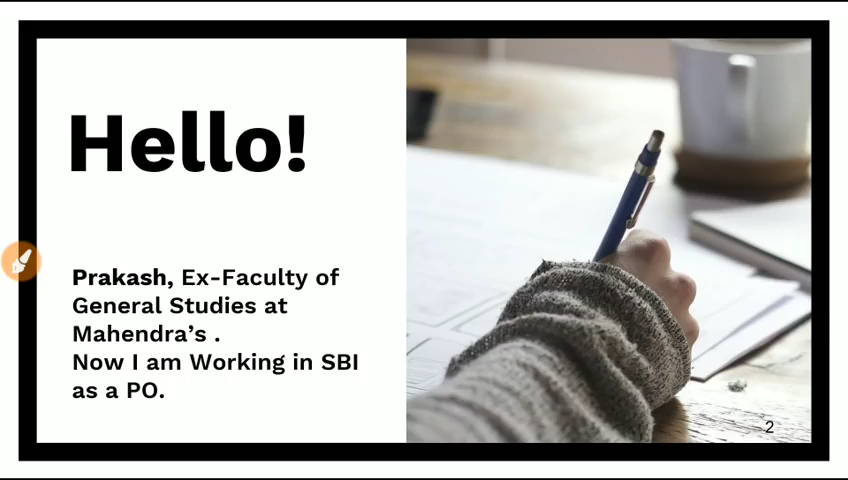 Hello!
Prakash, Ex-Faculty of
General Studies at
Mahendra's .
Now I am Working in SBI
as a PO.
2